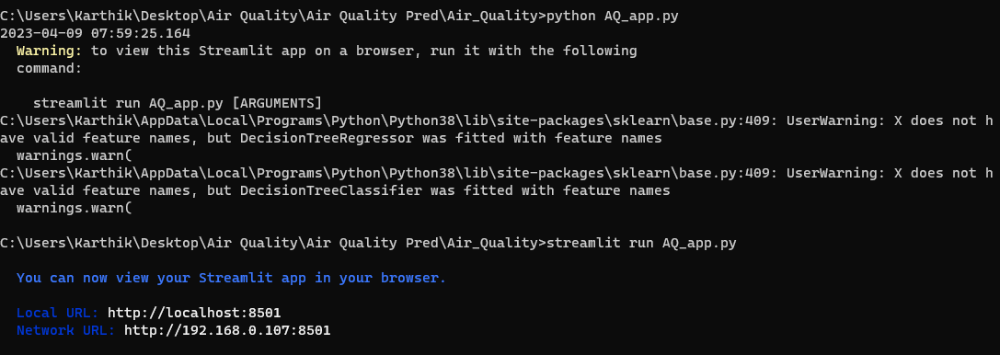 C:\Users\Karthik\Desktop\Air Quality\Air Quality Pred\Air_Quality>python AQ_app.py
2023-04-09 07:59:25.164
Warning: to view this Streamlit app on a browser, run it with the following
command:
streamlit run AQ_app.py [ARGUMENTS]
C:\Users\Karthik\AppData\Local\Programs\Python\Python38\lib\site-packages\sklearn\base.py:409: UserWarning: X does not h
ave valid feature names, but DecisionTreeRegressor was fitted with feature names
warnings.warn(
C:\Users\Karthik\AppData\Local\Programs\Python\Python38\lib\site-packages\sklearn\base.py:409: UserWarning: X does not h
ave valid feature names, but DecisionTreeClassifier was fitted with feature names
warnings.warn(
C:\Users\Karthik\Desktop\Air Quality\Air Quality Pred\Air_Quality>streamlit run AQ_app.py
You can now view your Streamlit app in your browser.
Local URL: http://localhost:8501
Network URL: http://192.168.0.107:8501